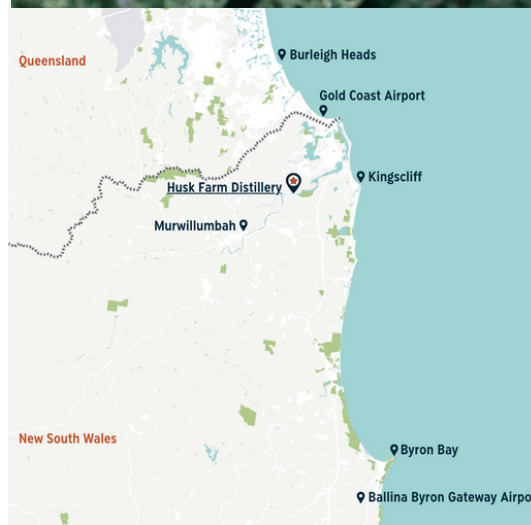 Queensland
Burleigh Heads
Gold Coast Airport
Kingscliff
Husk Farm Distillery
Murwillumbah
New South Wales
Byron Bay
Ballina Byron Gateway Airpo